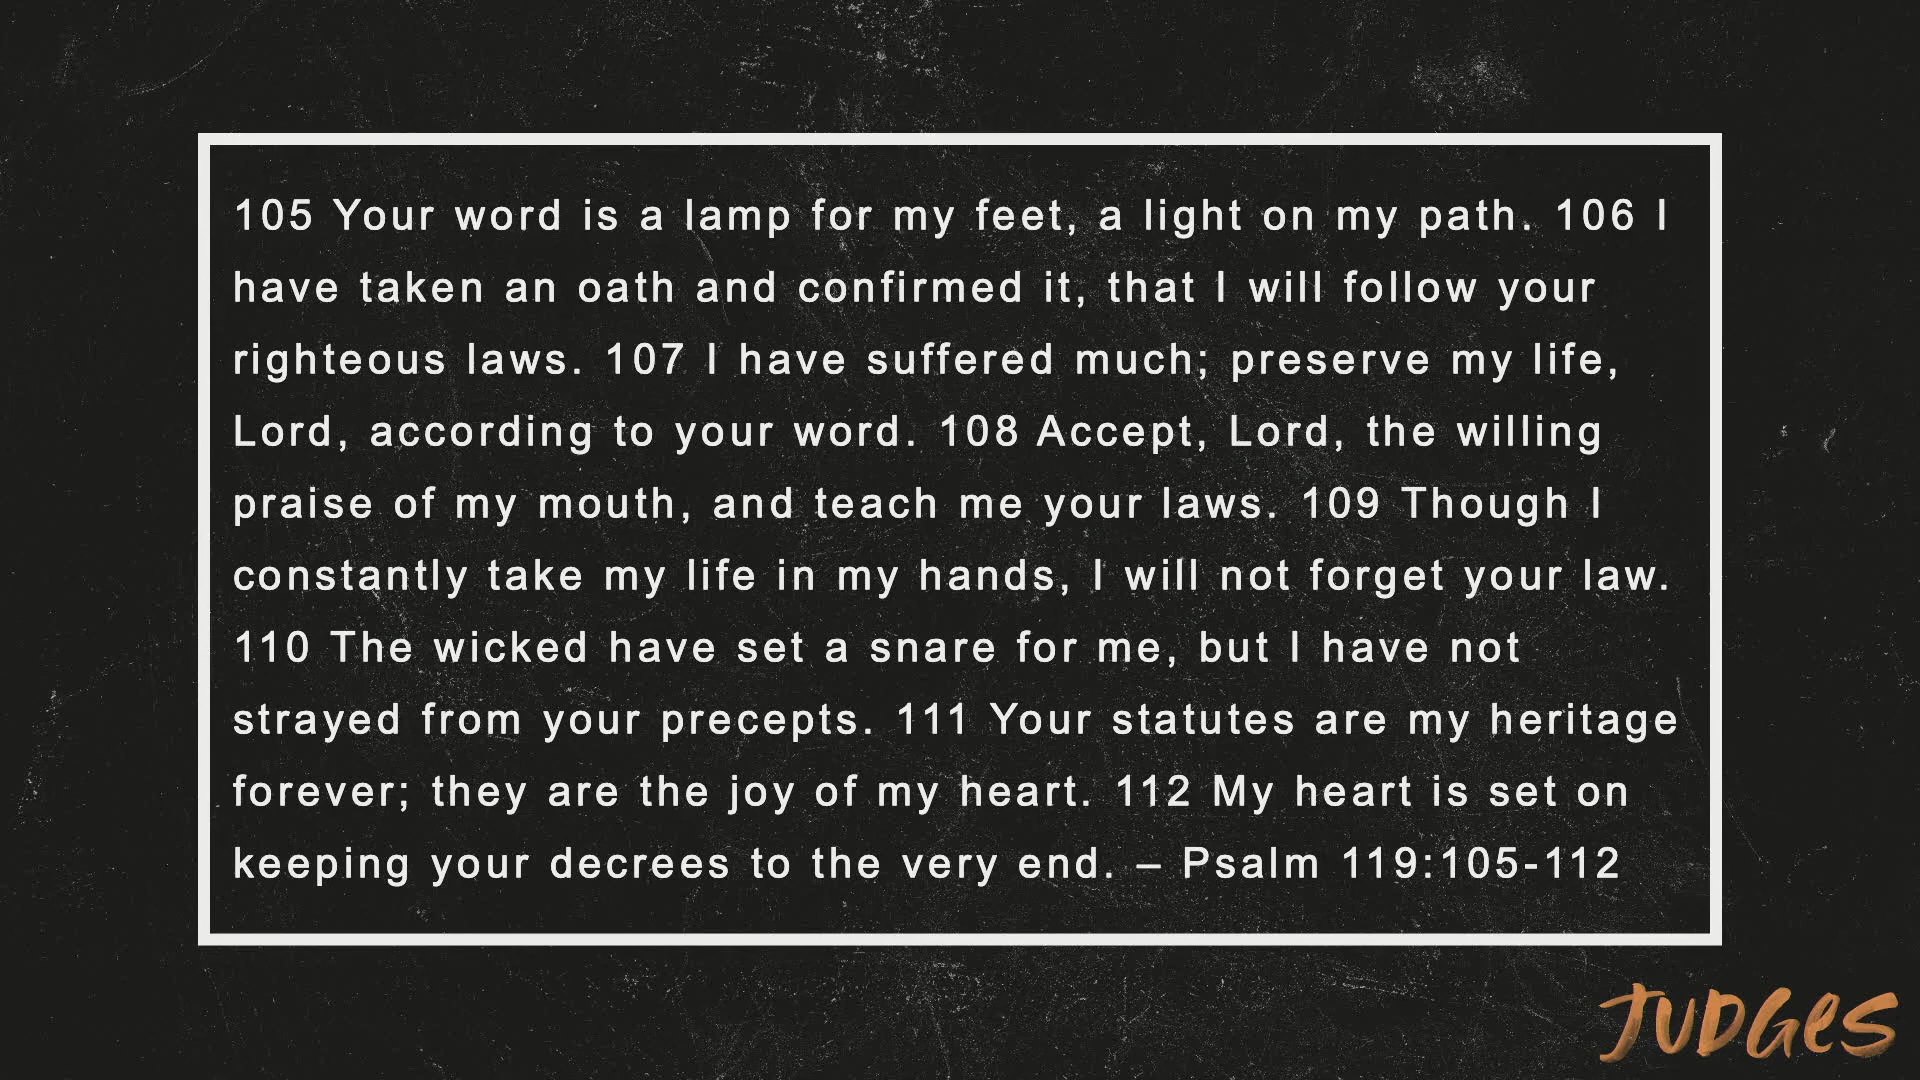 105 Your word is a lamp for my feet, a light on my path. 106 I
have taken an oath and confirmed it, that I will follow your
righteous laws. 107 I have suffered much; preserve my life,
Lord, according to your word. 108 Accept, Lord, the willing
praise of my mouth, and teach me your laws. 109 Though I
constantly take my life in my hands, I will not forget your law.
110 The wicked have set a snare for me, but I have not
strayed from your precepts. 111 Your statutes are my heritage
forever; they are the joy of my heart. 112 My heart is set on
keeping your decrees to the very end. – Psalm 119:105-112
JUDGES